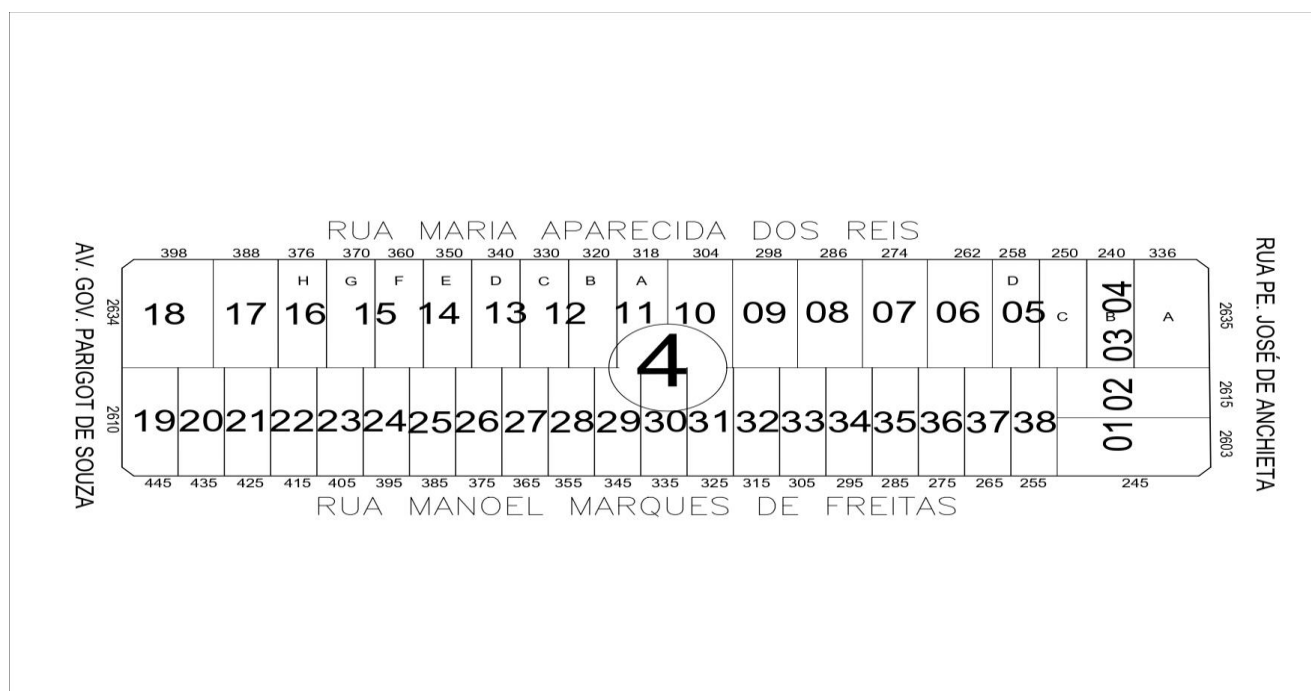 RUA MARIA APARECIDA DOS REIS
398 388 376 370 360 350 340 330 320 318 304 298 286 274 262 258 250 240 336
H G F E D C B A D
18 17 16 15 14 13 12 11 10 09 08 07 06 05 C B A
03 04
4
01 02
19 20 21 22 23 24 25 26 27 28 29 30 31 32 33 34 35 36 37 38
445 435 425 415 405 395 385 375 365 355 345 335 325 315 305 295 285 275 265 255 245
RUA MANOEL MARQUES DE FREITAS
AV. GOV. PARIGOT DE SOUZA
2634
2610
2635
2615
2603
RUA PE. JOSÉ DE ANCHIETA